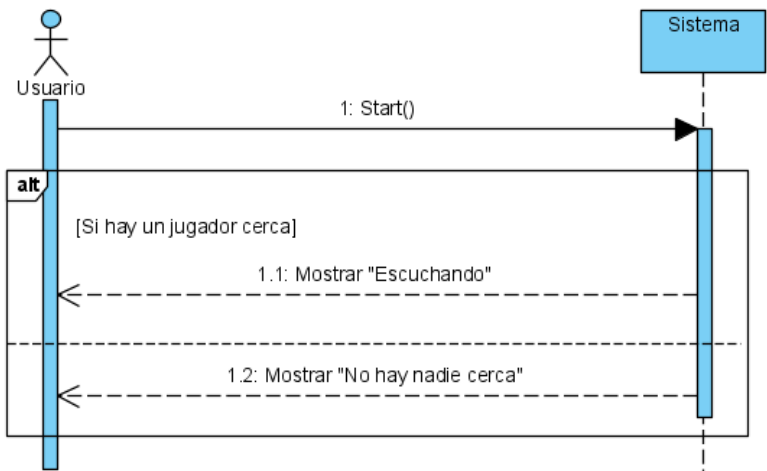 Usuario
Sistema
1: Start()
alt
[Si hay un jugador cerca]
1.1: Mostrar "Escuchando"
1.2: Mostrar "No hay nadie cerca"